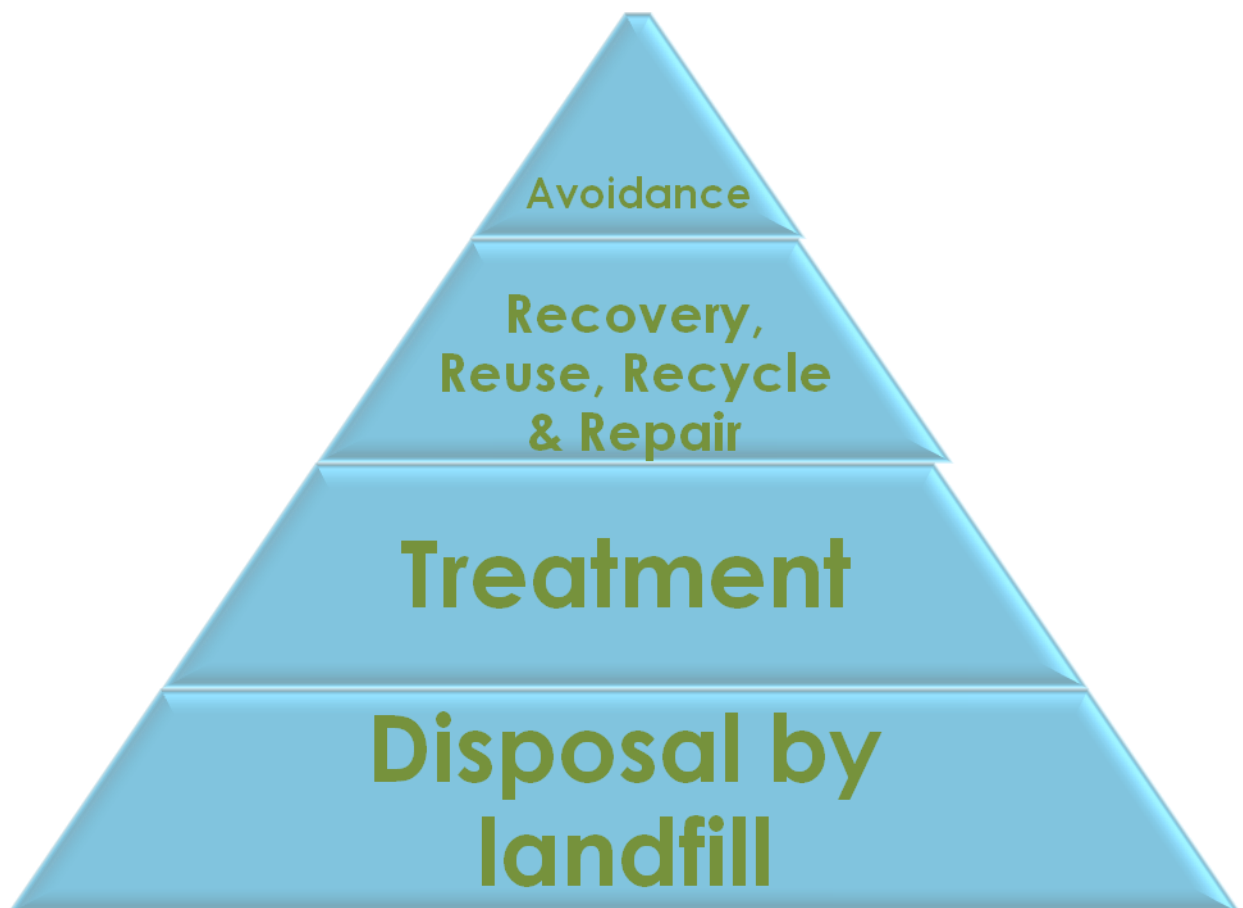 Avoidance
Recovery,
Reuse, Recycle
& Repair
Treatment
Disposal by
landfill